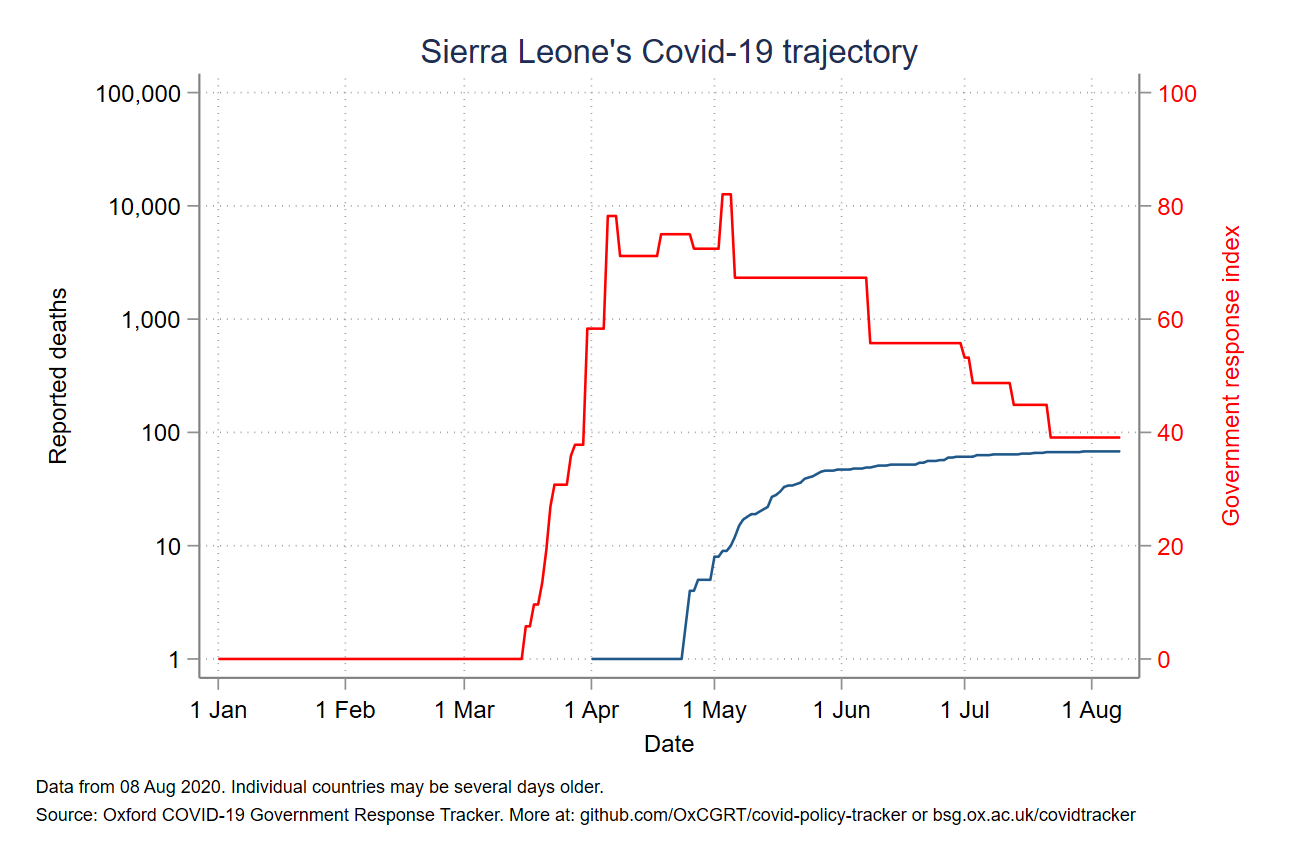 Sierra Leone's Covid-19 trajectory
100,000
10,000
1,000
100
10
1
Reported deaths
100
80
60
40
20
0
Government response index
1 Jan 1 Feb 1 Mar 1 Apr 1 May 1 Jun 1 Jul 1 Aug
Date
Data from 08 Aug 2020. Individual countries may be several days older.
Source: Oxford COVID-19 Government Response Tracker. More at: github.com/OxCGRT/covid-policy-tracker or bsg.ox.ac.uk/covidtracker